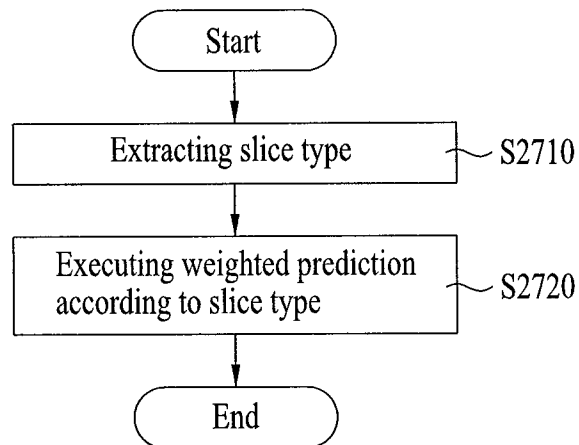 Start
Extracting slice type
S2710
Executing weighted prediction
according to slice type
S2720
End